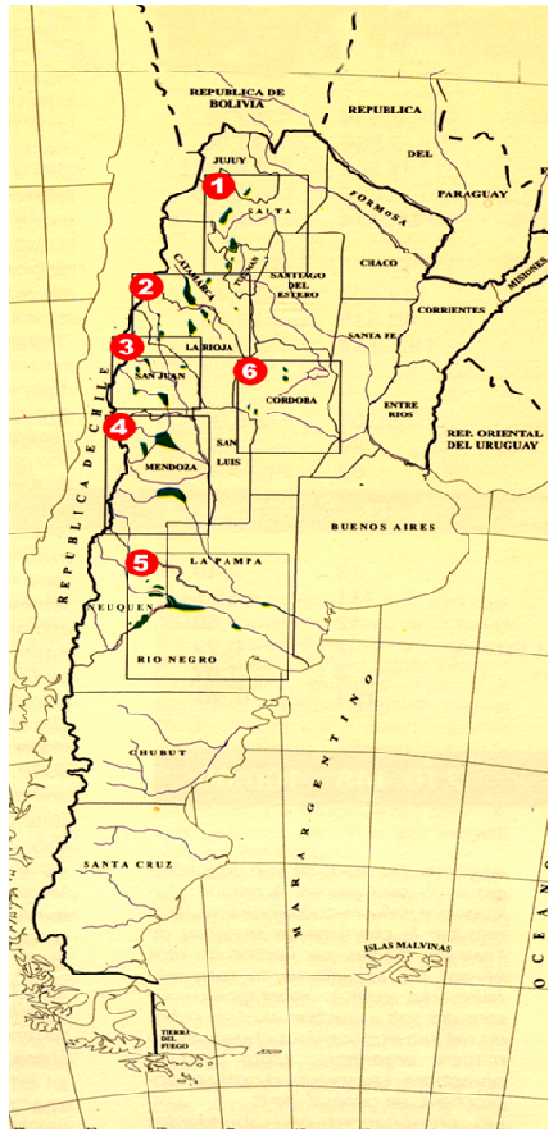 REPUBLICA DE
BOLIVIA
REPUBLICA
DEL
PARAGUAY
JUJUY
1
SALTA
FORMOSA
TUCUMAN
CHACO
MISIONES
2
CATAMARCA
SANTIAGO
DEL
ESTERO
CORRIENTES
SANTA FE
3
LA RIOJA
SAN JUAN
6
CORDOBA
ENTRE
RIOS
REP. ORIENTAL
DEL URUGUAY
4
SAN
LUIS
MENDOZA
REPUBLICA DE CHILE
BUENOS AIRES
5
LA PAMPA
NEUQUEN
RIO NEGRO
CHUBUT
MAR ARGENTINO
SANTA CRUZ
ISLAS MALVINAS
OCEANO
TIERRA
DEL
FUEGO